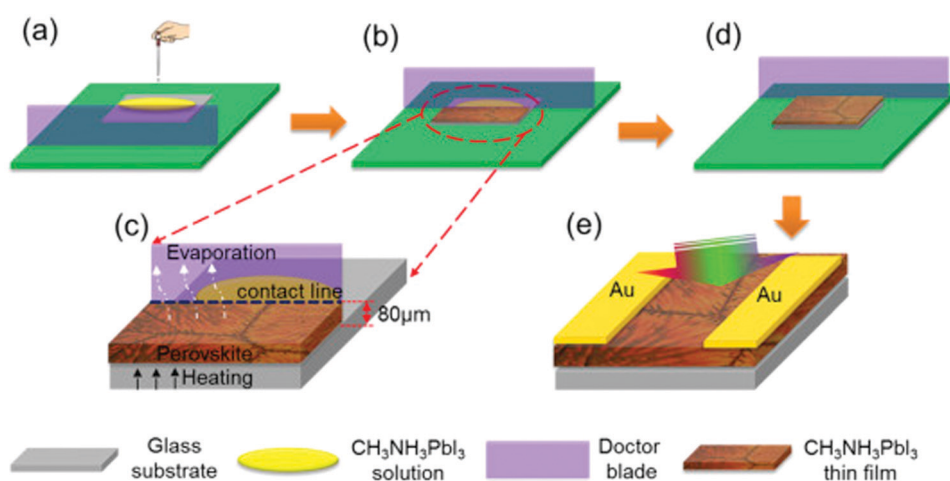 (a)
(b)
(d)
(c)
Evaporation
contact line
80μm
Perovskite
Heating
(e)
Au
Au
Glass
substrate
CH₃NH₃PbI₃
solution
Doctor
blade
CH₃NH₃PbI₃
thin film